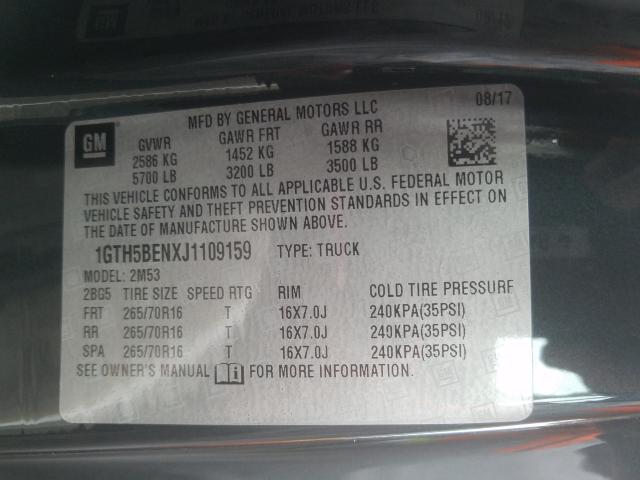 MFD BY GENERAL MOTORS LLC 08/17
GM
GVWR GAWR FRT GAWR RR
2586 KG 1452 KG 1588 KG
5700 LB 3200 LB 3500 LB
THIS VEHICLE CONFORMS TO ALL APPLICABLE U.S. FEDERAL MOTOR
VEHICLE SAFETY AND THEFT PREVENTION STANDARDS IN EFFECT ON
THE DATE OF MANUFACTURE SHOWN ABOVE.
1GTH5BENXJ1109159 TYPE: TRUCK
MODEL: 2M53
2BG5 TIRE SIZE SPEED RTG RIM COLD TIRE PRESSURE
FRT 265/70R16 T 16X7.0J 240KPA(35PSI)
RR 265/70R16 T 16X7.0J 240KPA(35PSI)
SPA 265/70R16 T 16X7.0J 240KPA(35PSI)
SEE OWNER'S MANUAL FOR MORE INFORMATION.